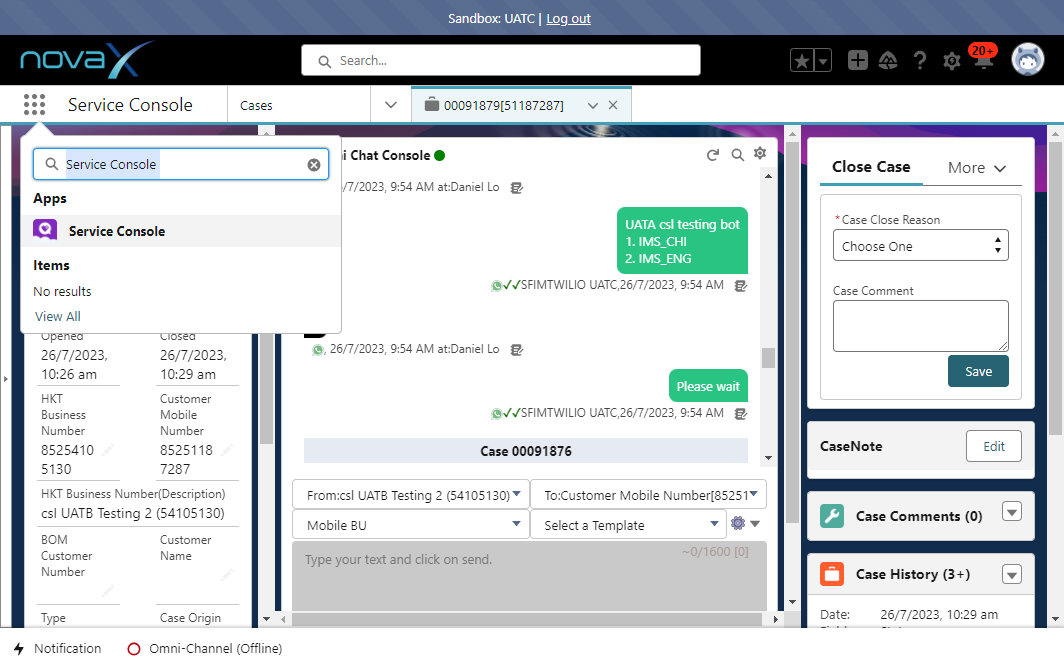 Sandbox: UATC | Log out
novaX
Search...
20+
Service Console
Cases
00091879[51187287]
Service Console
Apps
Service Console
Items
No results
View All
Opened
Closed
26/7/2023,
10:26 am
26/7/2023,
10:29 am
HKT
Business
Number
Customer
Mobile
Number
8525410
5130
8525118
7287
HKT Business Number(Description)
csl UATB Testing 2 (54105130)
BOM
Customer
Number
Customer
Name
Type
Case Origin
i Chat Console
/7/2023, 9:54 AM at:Daniel Lo
UATA csl testing bot
1. IMS_CHI
2. IMS_ENG
SFIMTWILIO UATC,26/7/2023, 9:54 AM
, 26/7/2023, 9:54 AM at:Daniel Lo
Please wait
SFIMTWILIO UATC,26/7/2023, 9:54 AM
Case 00091876
From:csl UATB Testing 2 (54105130)
To:Customer Mobile Number[85251
Mobile BU
Select a Template
Type your text and click on send.
~0/1600 [0]
Close Case
More
* Case Close Reason
Choose One
Case Comment
Save
CaseNote
Edit
Case Comments (0)
Case History (3+)
Date:
26/7/2023, 10:29 am
Notification
Omni-Channel (Offline)